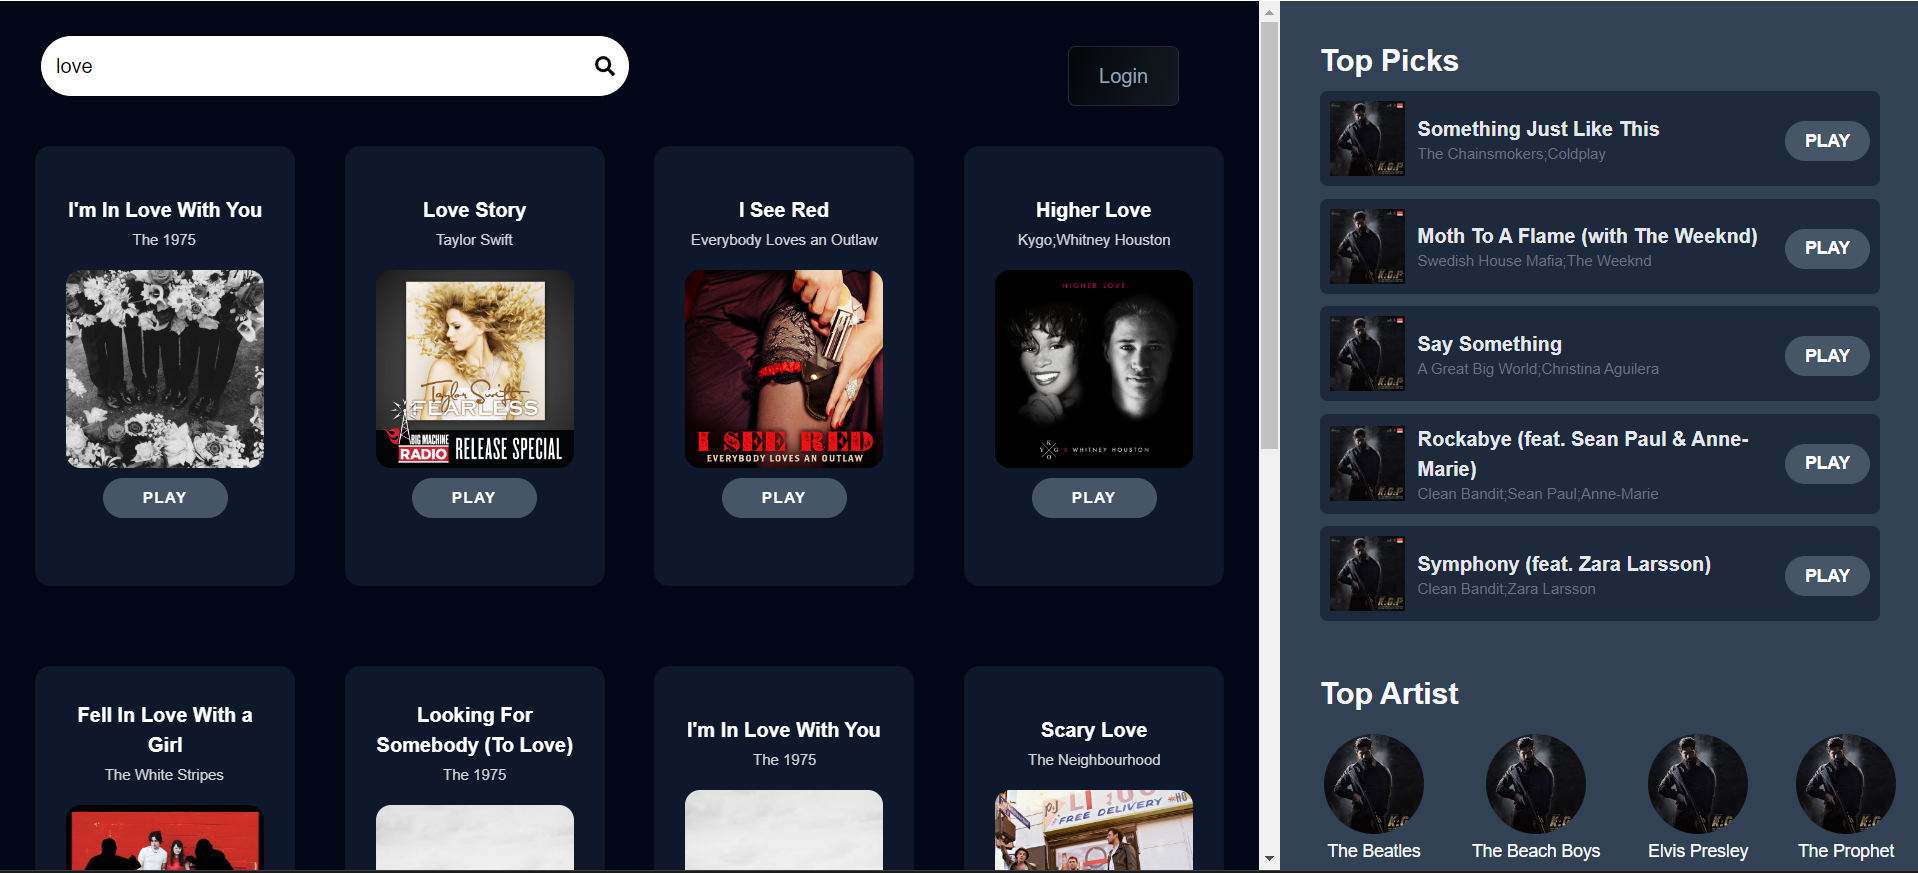 love
Login
I'm In Love With You
The 1975
PLAY
Love Story
Taylor Swift
Taylor Swift
FEARLESS
BIG MACHINE
RADIO
RELEASE SPECIAL
PLAY
I See Red
Everybody Loves an Outlaw
I SEE RED
EVERYBODY LOVES AN OUTLAW
PLAY
Higher Love
Kygo;Whitney Houston
HIGHER LOVE
KYGO X WHITNEY HOUSTON
PLAY
Fell In Love With a
Girl
The White Stripes
Looking For
Somebody (To Love)
The 1975
I'm In Love With You
The 1975
Scary Love
The Neighbourhood
FREE DELIVERY
Top Picks
Something Just Like This
The Chainsmokers;Coldplay
K.G.F
PLAY
Moth To A Flame (with The Weeknd)
Swedish House Mafia;The Weeknd
K.G.F
PLAY
Say Something
A Great Big World;Christina Aguilera
K.G.F
PLAY
Rockabye (feat. Sean Paul & Anne-
Marie)
Clean Bandit;Sean Paul;Anne-Marie
K.G.F
PLAY
Symphony (feat. Zara Larsson)
Clean Bandit;Zara Larsson
K.G.F
PLAY
Top Artist
The Beatles
The Beach Boys
Elvis Presley
The Prophet